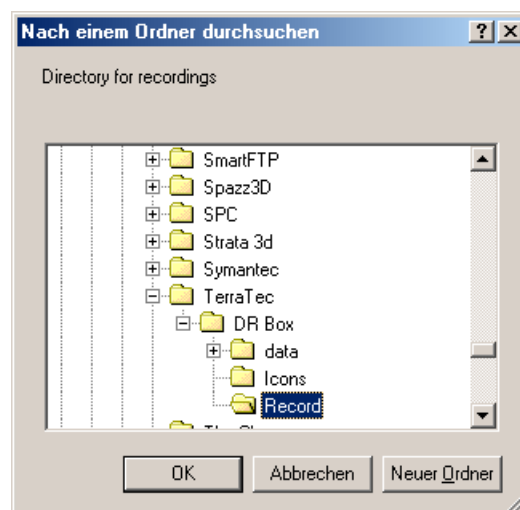 Nach einem Ordner durchsuchen
Directory for recordings
SmartFTP
Spazz3D
SPC
Strata 3d
Symantec
TerraTec
DR Box
data
Icons
Record
OK
Abbrechen
Neuer Ordner